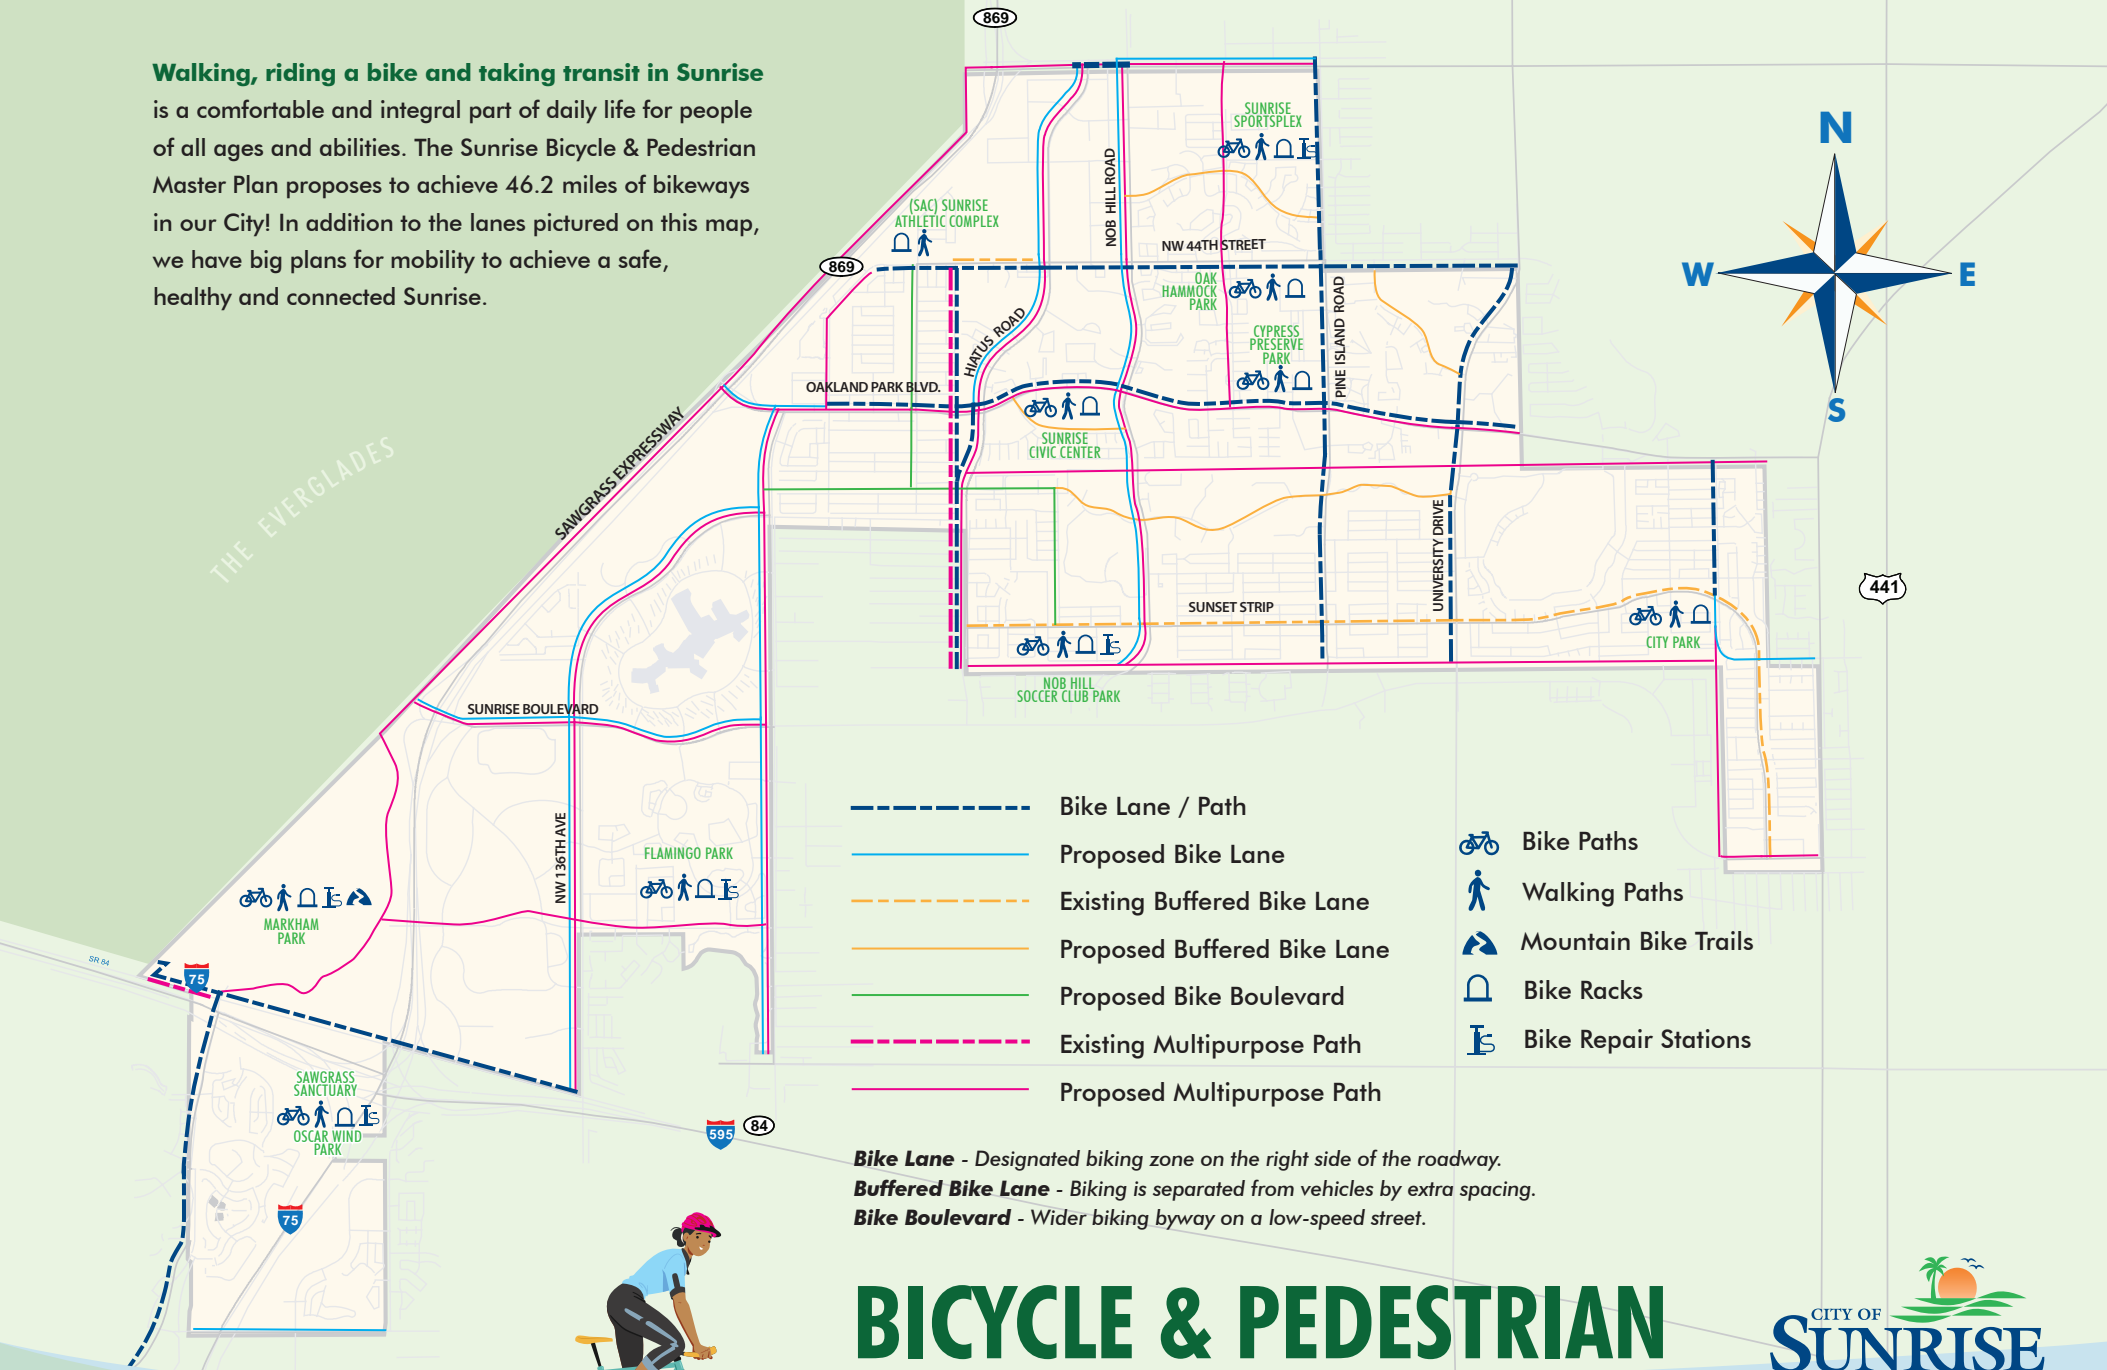 869
Walking, riding a bike and taking transit in Sunrise
is a comfortable and integral part of daily life for people
of all ages and abilities. The Sunrise Bicycle & Pedestrian
Master Plan proposes to achieve 46.2 miles of bikeways
in our City! In addition to the lanes pictured on this map,
we have big plans for mobility to achieve a safe,
healthy and connected Sunrise.
SUNRISE
SPORTSPLEX
N
W
E
S
NOB HILL ROAD
(SAC) SUNRISE
ATHLETIC COMPLEX
NW 44TH STREET
869
OAK
HAMMOCK
PARK
PINE ISLAND ROAD
HIATUS ROAD
CYPRESS
PRESERVE
PARK
OAKLAND PARK BLVD.
SUNRISE
CIVIC CENTER
SAWGRASS EXPRESSWAY
THE EVERGLADES
UNIVERSITY DRIVE
441
SUNSET STRIP
CITY PARK
NOB HILL
SOCCER CLUB PARK
SUNRISE BOULEVARD
NW 136TH AVE
FLAMINGO PARK
MARKHAM
PARK
SR 84
75
SAWGRASS
SANCTUARY
OSCAR WIND
PARK
75
595
84
Bike Lane / Path
Proposed Bike Lane
Existing Buffered Bike Lane
Proposed Buffered Bike Lane
Proposed Bike Boulevard
Existing Multipurpose Path
Proposed Multipurpose Path
Bike Paths
Walking Paths
Mountain Bike Trails
Bike Racks
Bike Repair Stations
Bike Lane - Designated biking zone on the right side of the roadway.
Buffered Bike Lane - Biking is separated from vehicles by extra spacing.
Bike Boulevard - Wider biking byway on a low-speed street.
BICYCLE & PEDESTRIAN
CITY OF
SUNRISE